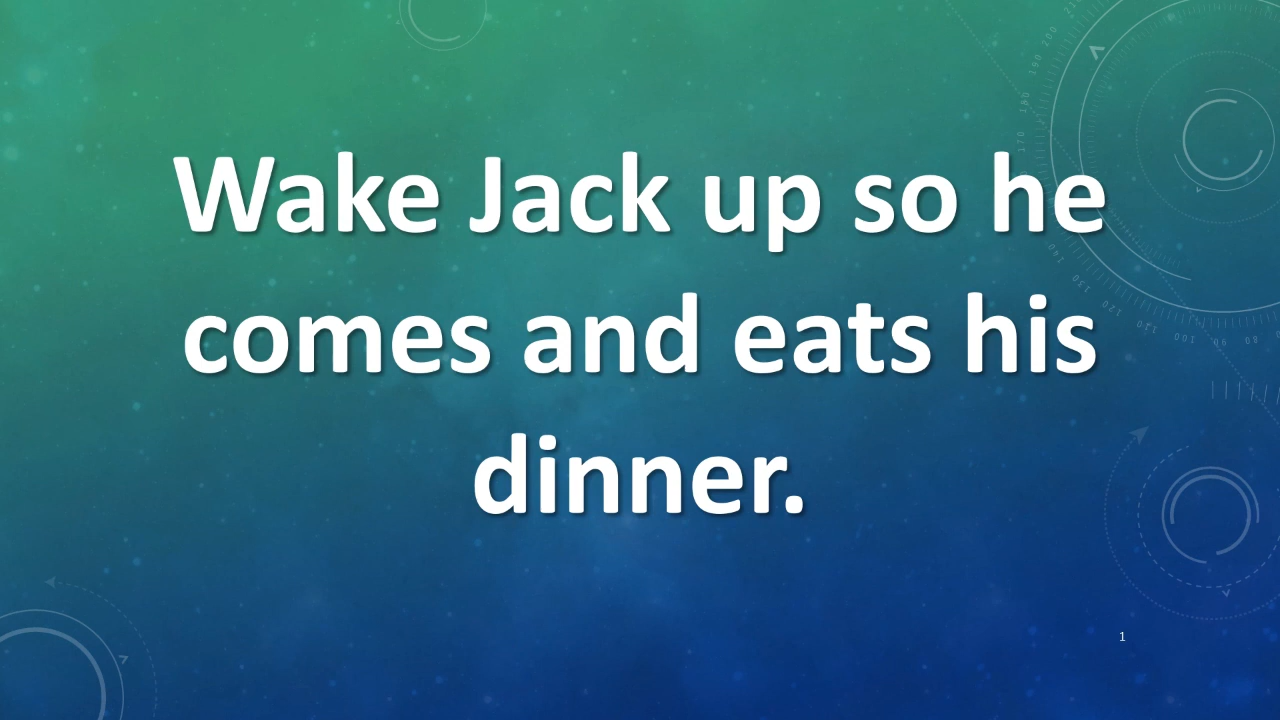 Wake Jack up so he
comes and eats his
dinner.
1